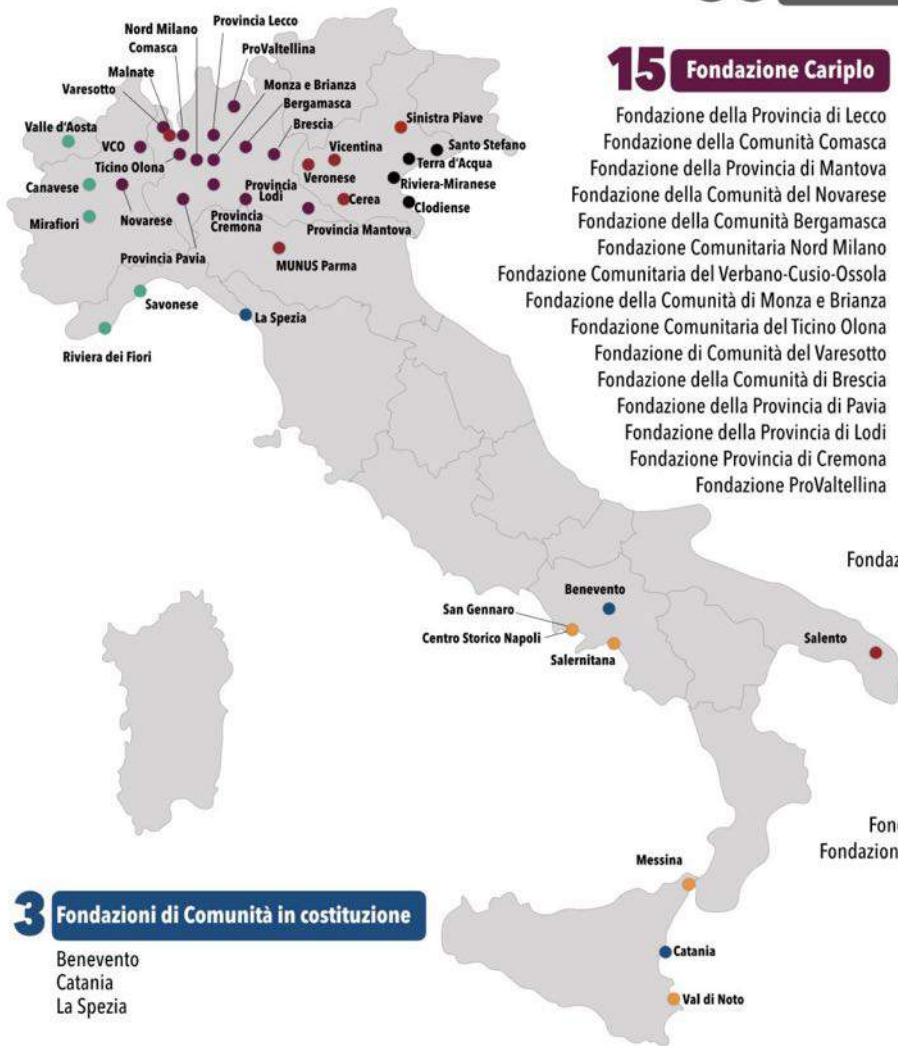 Provincia Lecco
Nord Milano
Comasca
ProValtellina
Malnate
Monza e Brianza
Varesotto
Bergamasca
Brescia
Sinistra Piave
Valle d'Aosta
VCO
Vicentina
Santo Stefano
Ticino Olona
Terra d'Acqua
Veronese
Canavese
Provincia
Lodi
Riviera-Miranese
Cerea
Clodiense
Mirafiori
Novarese
Provincia
Cremona
Provincia Mantova
Provincia Pavia
MUNUS Parma
Savonese
La Spezia
Riviera dei Fiori
15 Fondazione Cariplo
Fondazione della Provincia di Lecco
Fondazione della Comunità Comasca
Fondazione della Provincia di Mantova
Fondazione della Comunità del Novarese
Fondazione della Comunità Bergamasca
Fondazione Comunitaria Nord Milano
Fondazione Comunitaria del Verbano-Cusio-Ossola
Fondazione della Comunità di Monza e Brianza
Fondazione Comunitaria del Ticino Olona
Fondazione di Comunità del Varesotto
Fondazione della Comunità di Brescia
Fondazione della Provincia di Pavia
Fondazione della Provincia di Lodi
Fondazione Provincia di Cremona
Fondazione ProValtellina
Fondaz
Benevento
San Gennaro
Centro Storico Napoli
Salernitana
Salento
Fond
Fondazion
Messina
Catania
Val di Noto
3 Fondazioni di Comunità in costituzione
Benevento
Catania
La Spezia